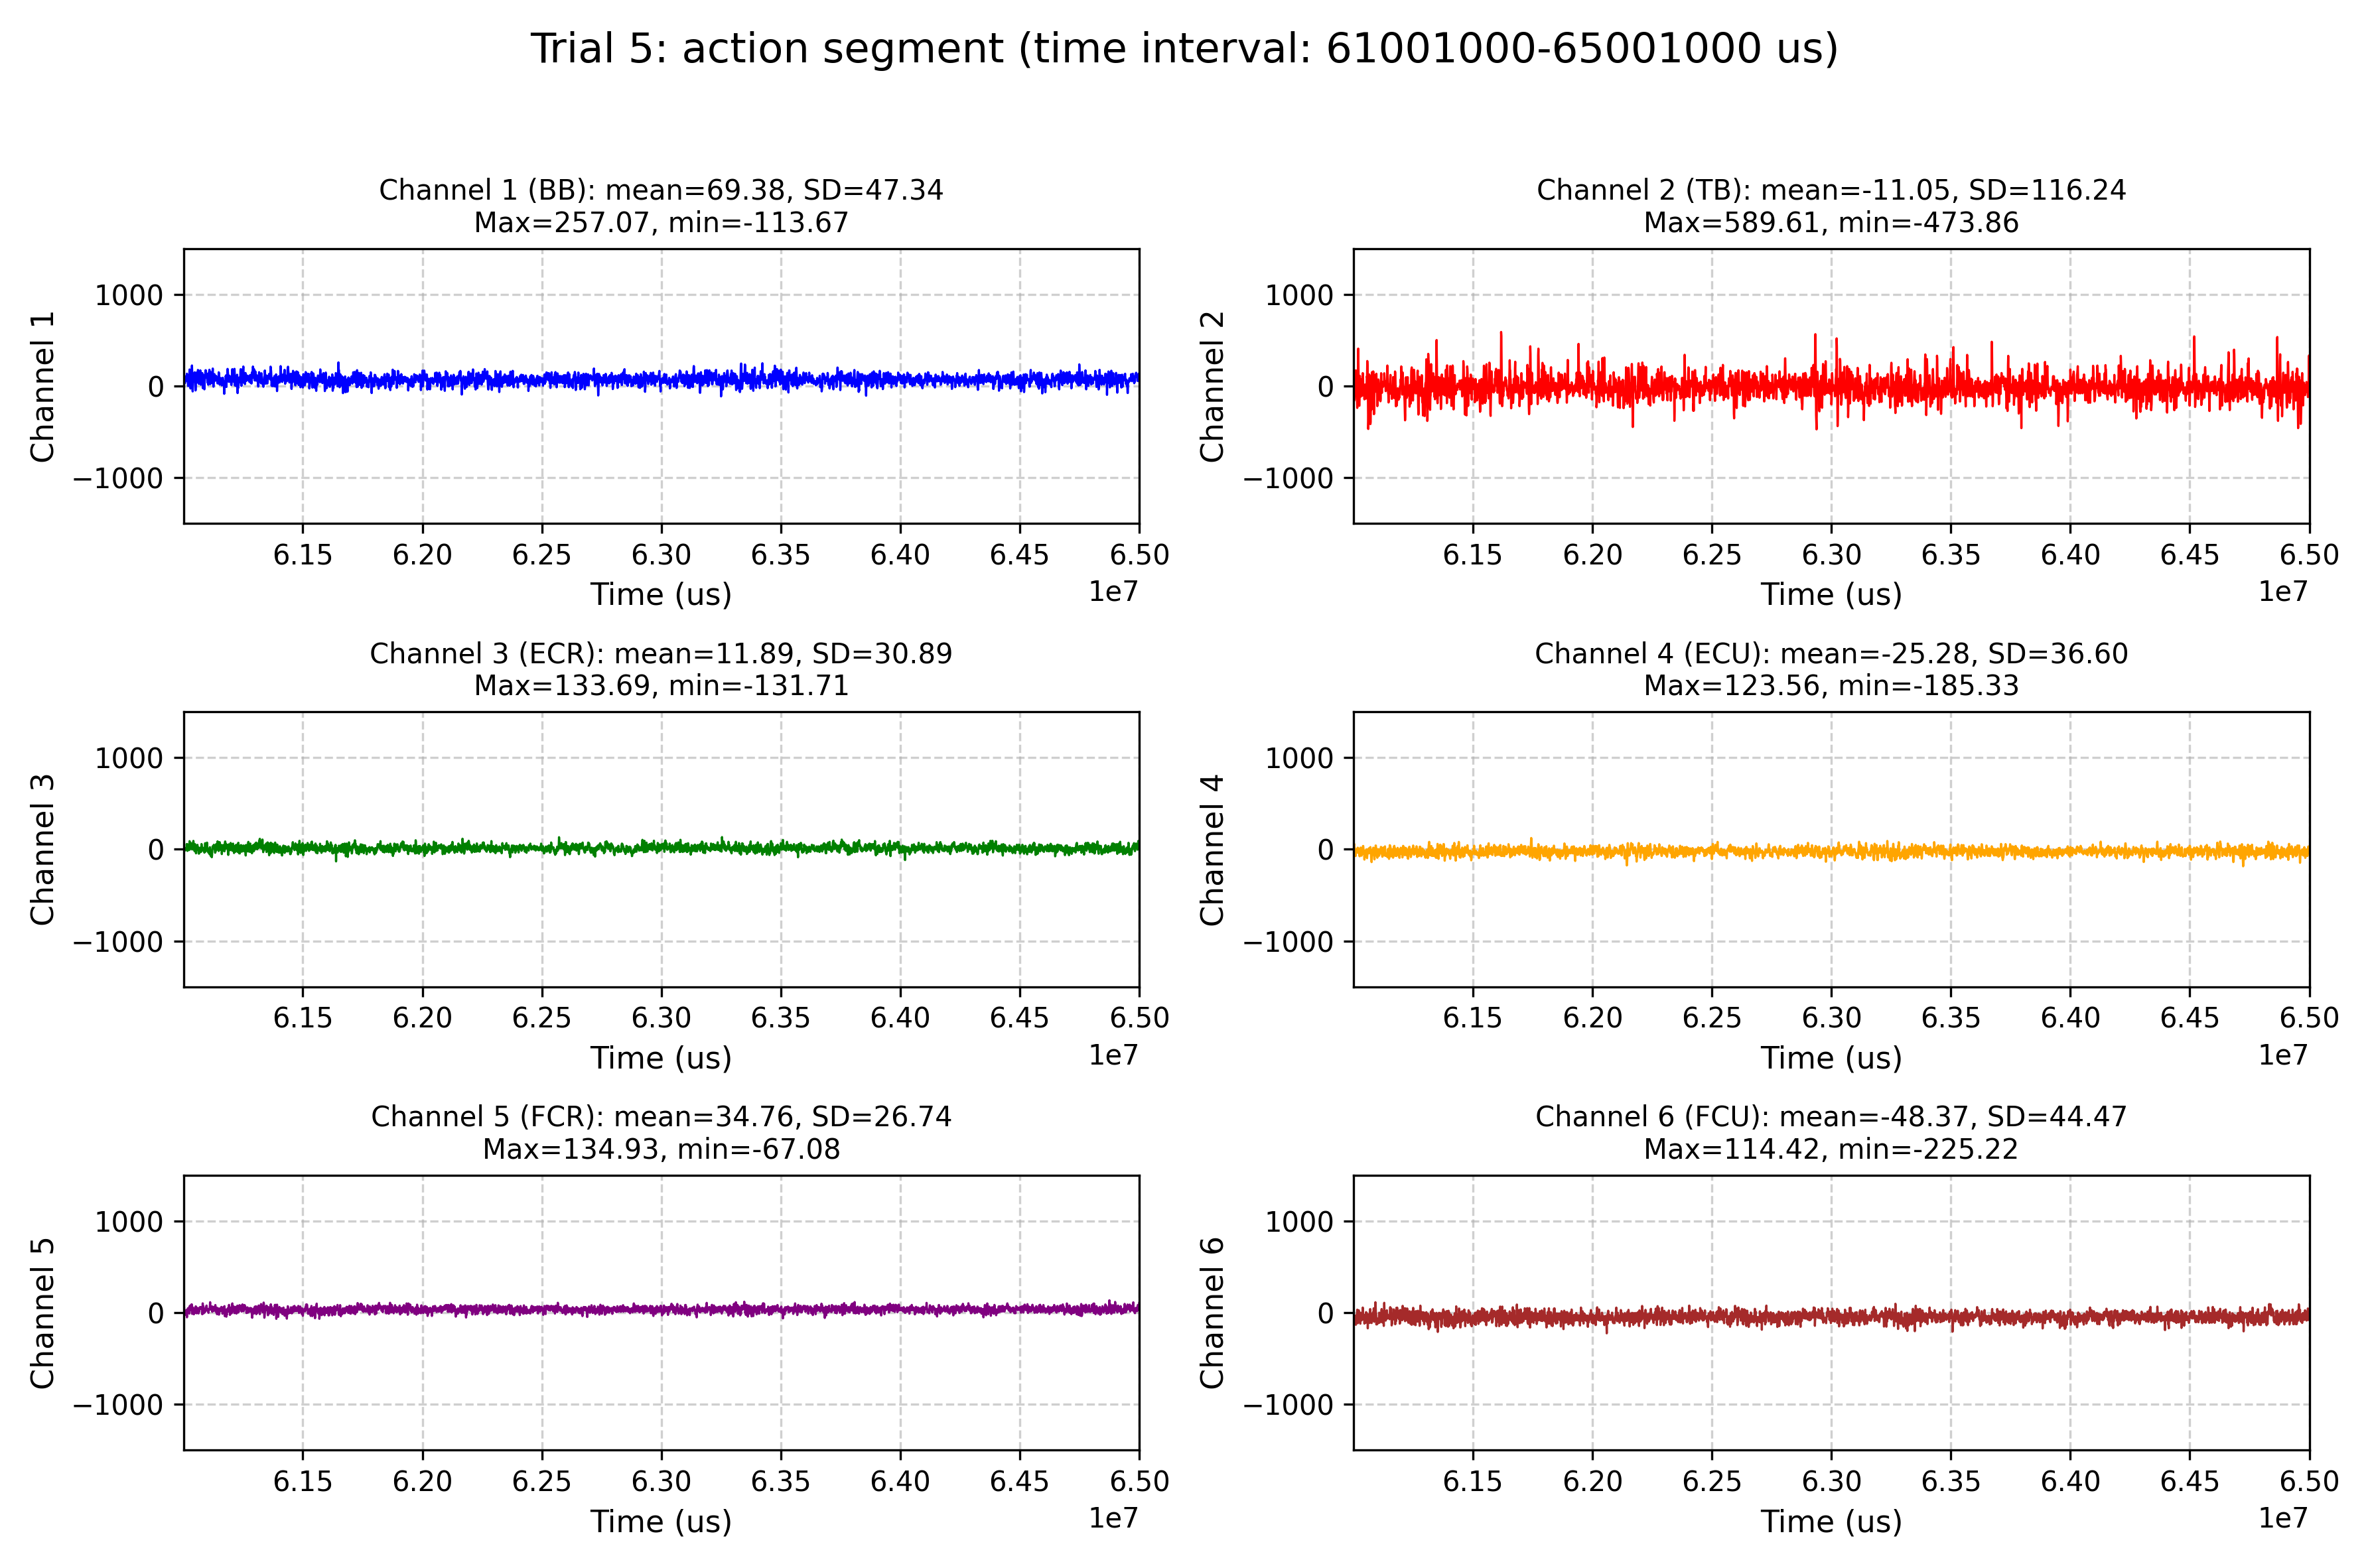 Trial 5: action segment (time interval: 61001000-65001000 us)
Channel 1 (BB): mean=69.38, SD=47.34
Max=257.07, min=-113.67
Channel 1
1000
0
−1000
6.15 6.20 6.25 6.30 6.35 6.40 6.45 6.50
1e7
Time (us)
Channel 2 (TB): mean=-11.05, SD=116.24
Max=589.61, min=-473.86
Channel 2
1000
0
−1000
6.15 6.20 6.25 6.30 6.35 6.40 6.45 6.50
1e7
Time (us)
Channel 3 (ECR): mean=11.89, SD=30.89
Max=133.69, min=-131.71
Channel 3
1000
0
−1000
6.15 6.20 6.25 6.30 6.35 6.40 6.45 6.50
1e7
Time (us)
Channel 4 (ECU): mean=-25.28, SD=36.60
Max=123.56, min=-185.33
Channel 4
1000
0
−1000
6.15 6.20 6.25 6.30 6.35 6.40 6.45 6.50
1e7
Time (us)
Channel 5 (FCR): mean=34.76, SD=26.74
Max=134.93, min=-67.08
Channel 5
1000
0
−1000
6.15 6.20 6.25 6.30 6.35 6.40 6.45 6.50
1e7
Time (us)
Channel 6 (FCU): mean=-48.37, SD=44.47
Max=114.42, min=-225.22
Channel 6
1000
0
−1000
6.15 6.20 6.25 6.30 6.35 6.40 6.45 6.50
1e7
Time (us)